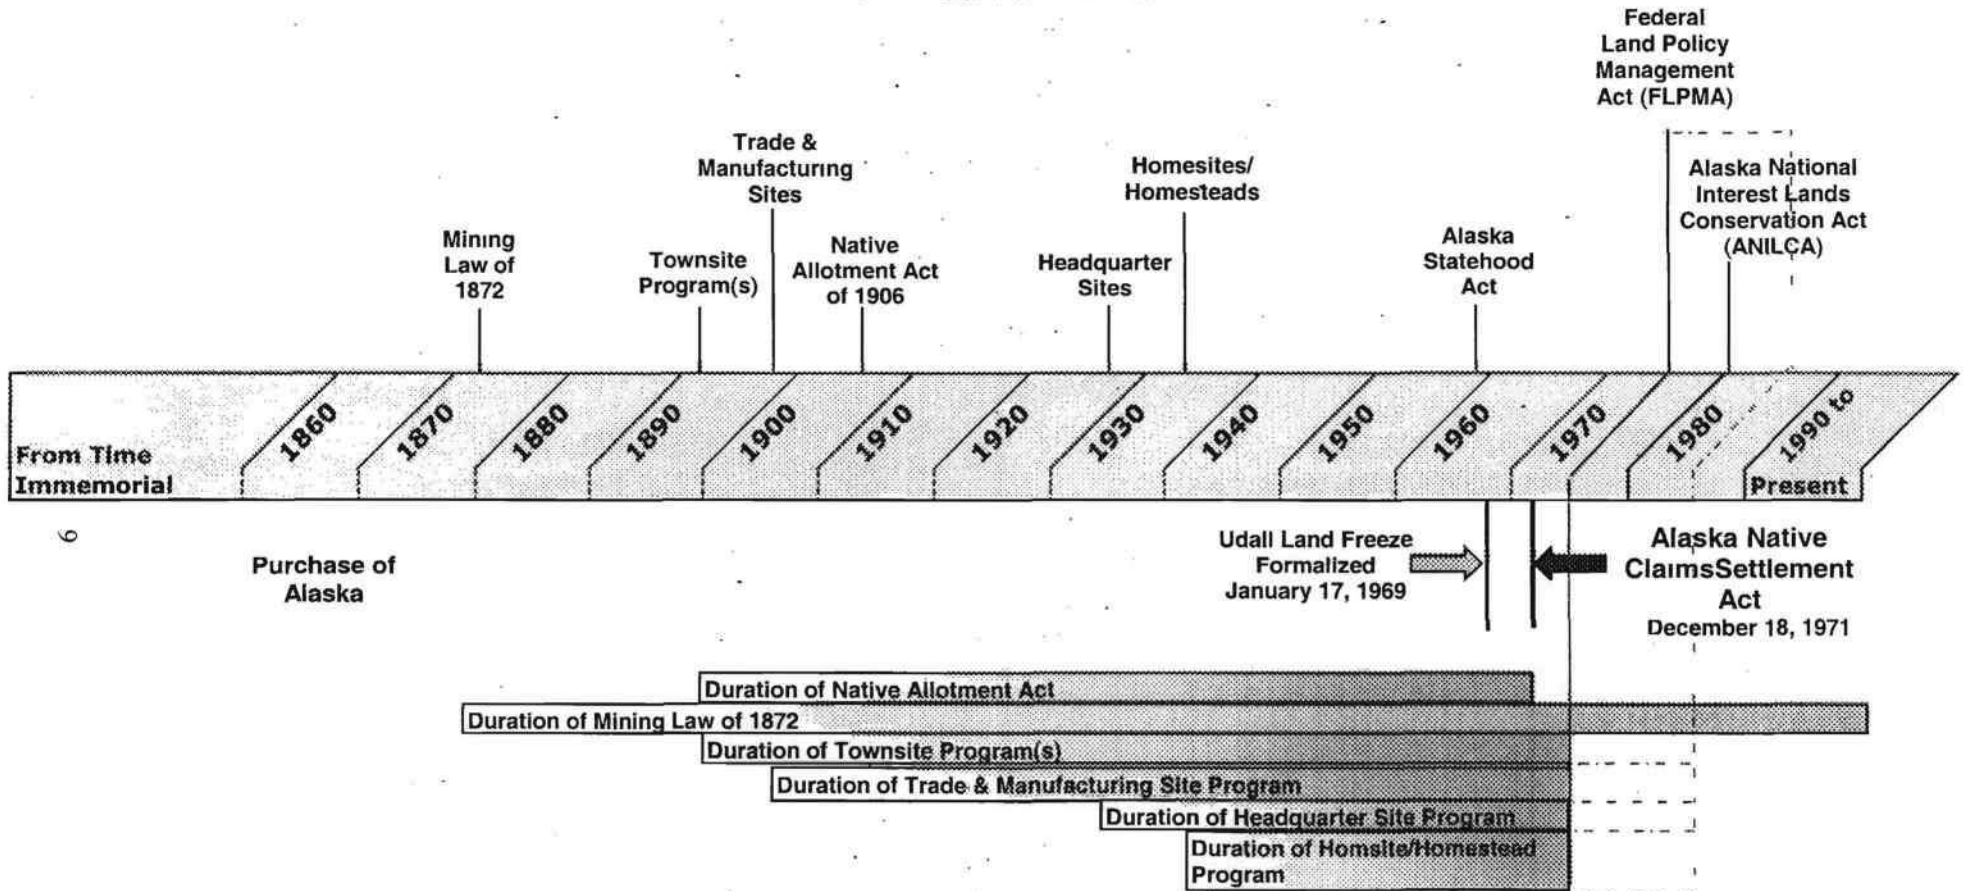 Federal
Land Policy
Management
Act (FLPMA)
Trade &
Manufacturing
Sites
Homesites/
Homesteads
Alaska National
Interest Lands
Conservation Act
(ANILCA)
Mining
Law of
1872
Townsite
Program(s)
Native
Allotment Act
of 1906
Headquarter
Sites
Alaska
Statehood
Act
From Time
Immemorial
1860
1870
1880
1890
1900
1910
1920
1930
1940
1950
1960
1970
1980
1990 to
Present
9
Purchase of
Alaska
Udall Land Freeze
Formalized
January 17, 1969
Alaska Native
ClaimsSettlement
Act
December 18, 1971
Duration of Native Allotment Act
Duration of Mining Law of 1872
Duration of Townsite Program(s)
Duration of Trade & Manufacturing Site Program
Duration of Headquarter Site Program
Duration of Homsite/Homestead
Program